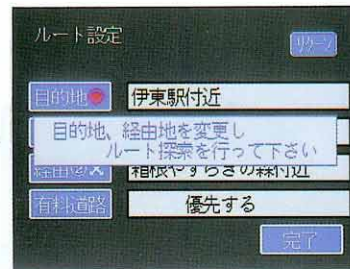 ルート設定
リターン
目的地 伊東駅付近
目的地、経由地を変更し
ルート探索を行って下さい
経由② 箱根やすらぎの森付近
有料道路 優先する
完了